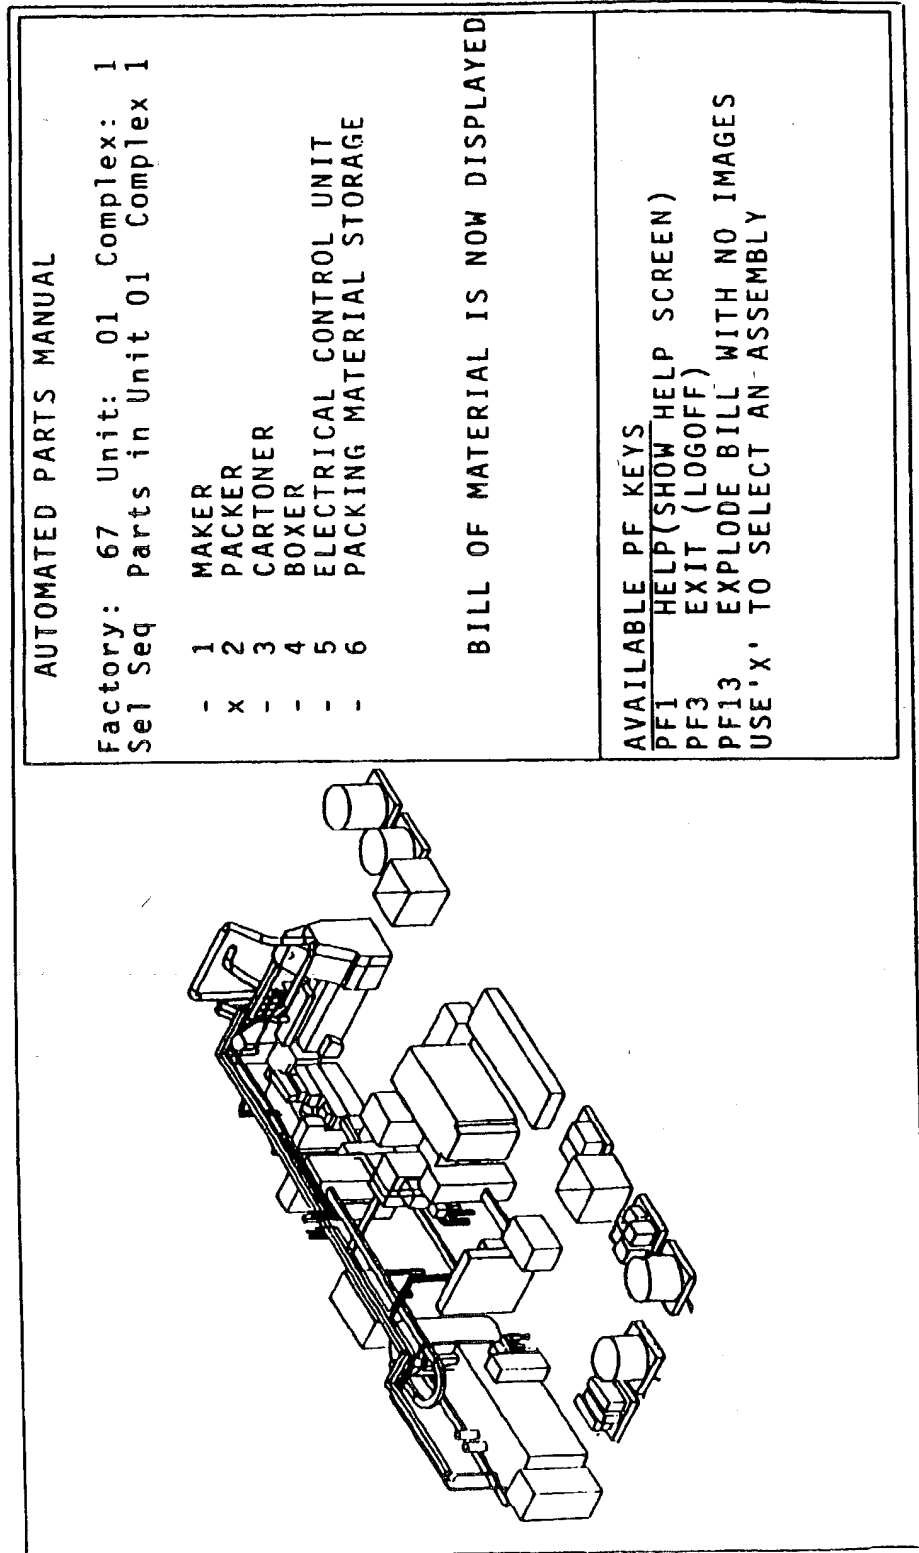 AUTOMATED PARTS MANUAL
Factory: 67 Unit: 01 Complex: 1
Sel Seq Parts in Unit 01 Complex 1
- 1 MAKER
x 2 PACKER
- 3 CARTONER
- 4 BOXER
- 5 ELECTRICAL CONTROL UNIT
- 6 PACKING MATERIAL STORAGE
BILL OF MATERIAL IS NOW DISPLAYED
AVAILABLE PF KEYS
PF1 HELP(SHOW HELP SCREEN)
PF3 EXIT (LOGOFF)
PF13 EXPLODE BILL WITH NO IMAGES
USE 'X' TO SELECT AN ASSEMBLY